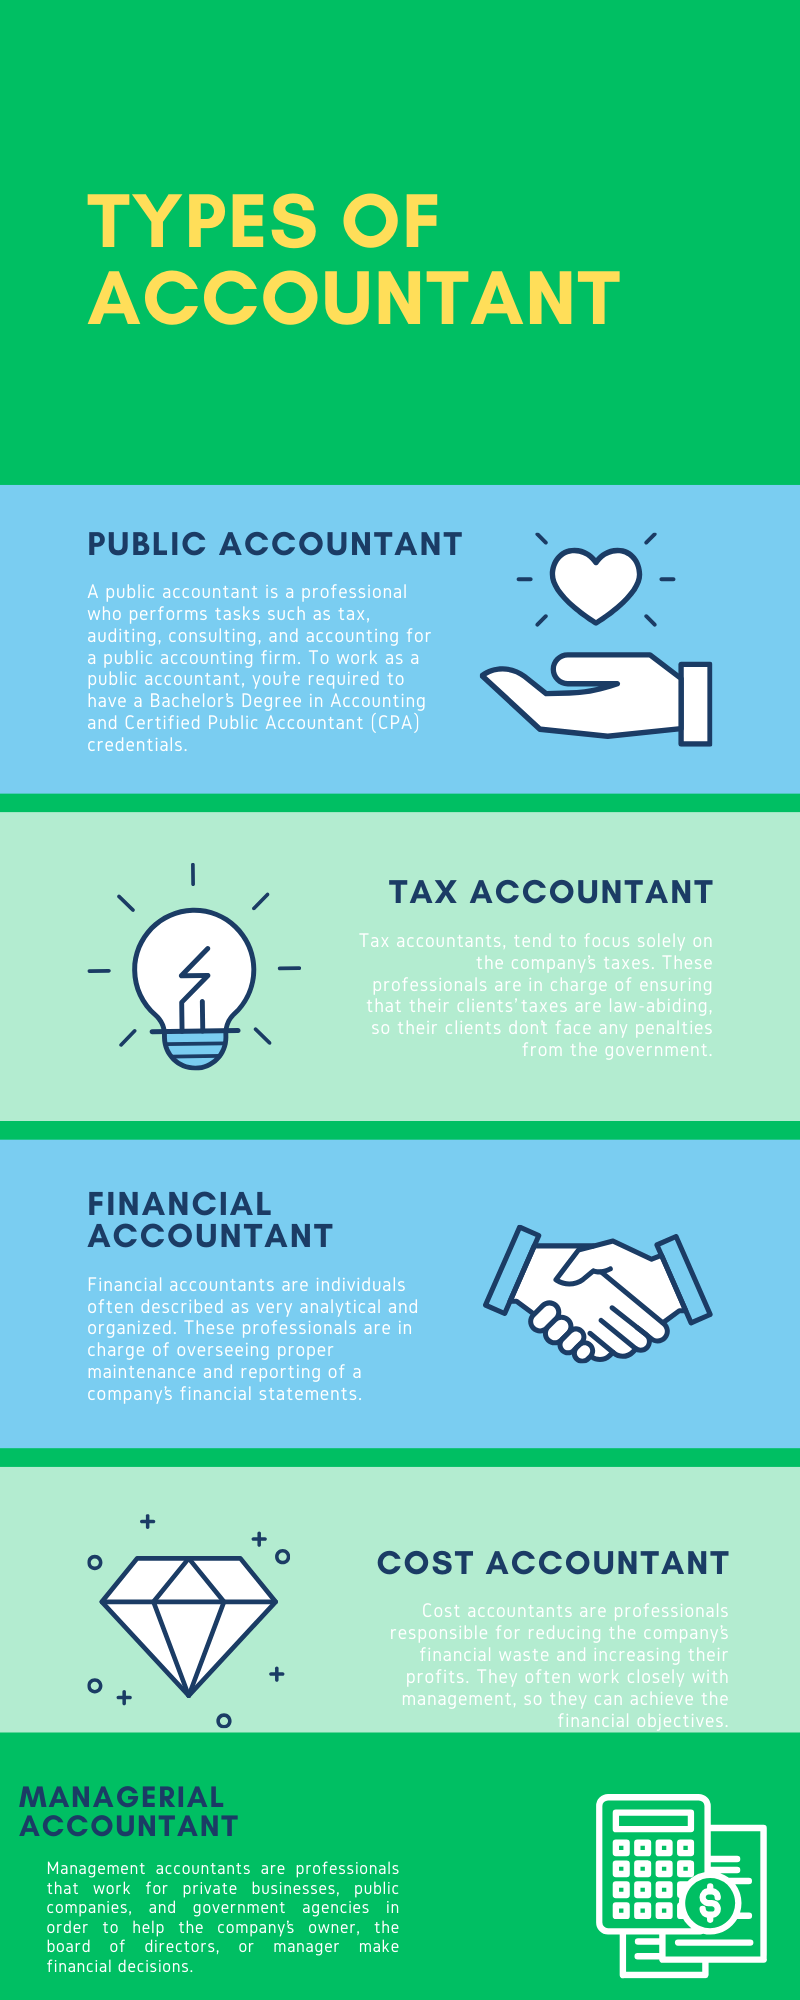 TYPES OF
ACCOUNTANT
PUBLIC ACCOUNTANT
A public accountant is a professional
who performs tasks such as tax,
auditing, consulting, and accounting for
a public accounting firm. To work as a
public accountant, you're required to
have a Bachelor's Degree in Accounting
and Certified Public Accountant (CPA)
credentials.
TAX ACCOUNTANT
Tax accountants, tend to focus solely on
the company's taxes. These
professionals are in charge of ensuring
that their clients' taxes are law-abiding,
so their clients don't face any penalties
from the government.
FINANCIAL
ACCOUNTANT
Financial accountants are individuals
often described as very analytical and
organized. These professionals are in
charge of overseeing proper
maintenance and reporting of a
company's financial statements.
COST ACCOUNTANT
Cost accountants are professionals
responsible for reducing the company's
financial waste and increasing their
profits. They often work closely with
management, so they can achieve the
financial objectives.
MANAGERIAL
ACCOUNTANT
Management accountants are professionals
that work for private businesses, public
companies, and government agencies in
order to help the company's owner, the
board of directors, or manager make
financial decisions.
$